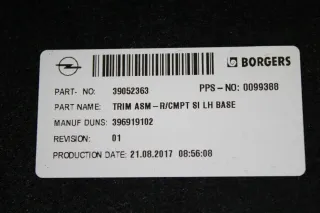 BORGERS
PART- NO: 39052363 PPS-NO: 0099388
PART NAME: TRIM ASM-R/CMPT SI LH BASE
MANUF DUNS: 396919102
REVISION: 01
PRODUCTION DATE: 21.08.2017 08:56:08